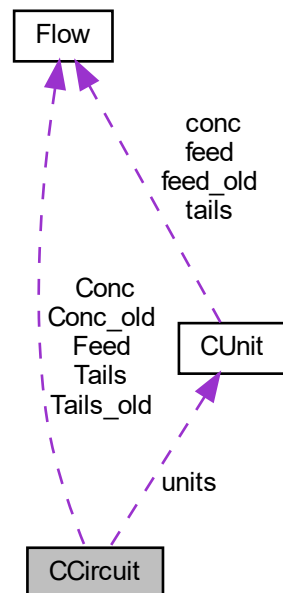 Flow
conc
feed
feed_old
tails
Conc
Conc_old
Feed
Tails
Tails_old
CUnit
units
CCircuit